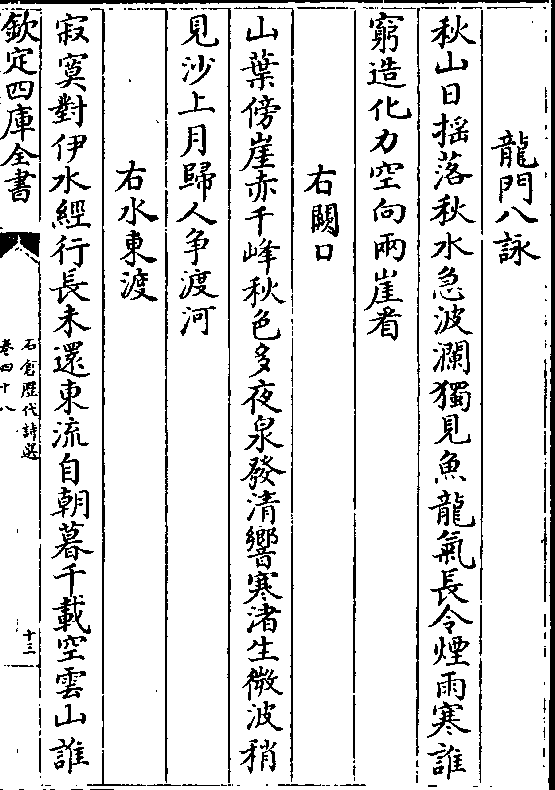 龍門八詠
秋山日揺落秋水急波瀾獨見魚龍氣長令煙雨寒誰
窮造化力空向兩崖看
右闕口
山葉傍崖赤千峰秋色多夜泉發清響寒渚生微波稍
見沙上月歸人争渡河
右水東渡
寂寞對伊水經行長未還東流自朝暮千載空雲山誰
欽定四庫全書
石倉歴代詩選
卷四十八
十三